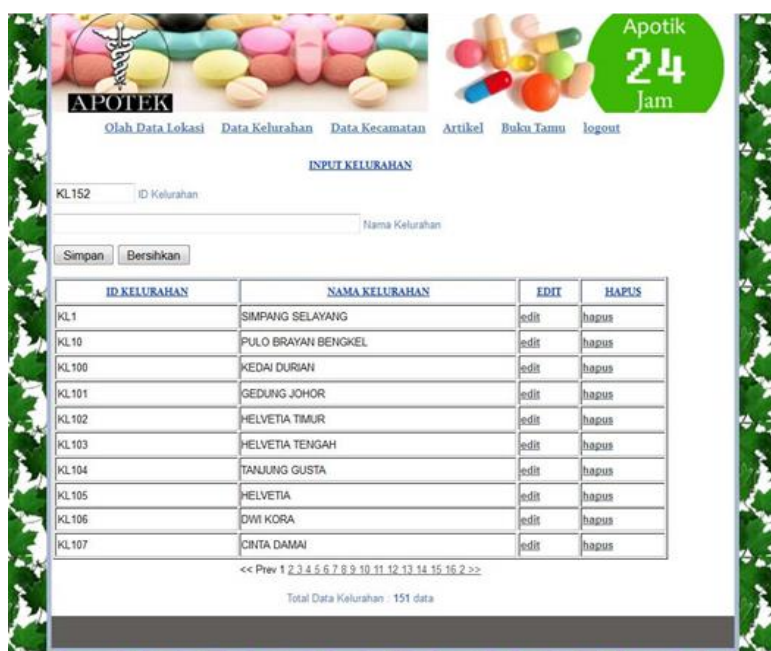 APOTEK
Apotik
24
Jam
Olah Data Lokasi Data Kelurahan Data Kecamatan Artikel Buku Tamu logout
INPUT KELURAHAN
KL152 ID Kelurahan
Nama Kelurahan
Simpan Bersihkan
ID KELURAHAN NAMA KELURAHAN EDIT HAPUS
KL1 SIMPANG SELAYANG edit hapus
KL10 PULO BRAYAN BENGKEL edit hapus
KL100 KEDAI DURIAN edit hapus
KL101 GEDUNG JOHOR edit hapus
KL102 HELVETIA TIMUR edit hapus
KL103 HELVETIA TENGAH edit hapus
KL104 TANJUNG GUSTA edit hapus
KL105 HELVETIA edit hapus
KL106 DWI KORA edit hapus
KL107 CINTA DAMAI edit hapus
<< Prev 1 2 3 4 5 6 7 8 9 10 11 12 13 14 15 16 2 >>
Total Data Kelurahan : 151 data